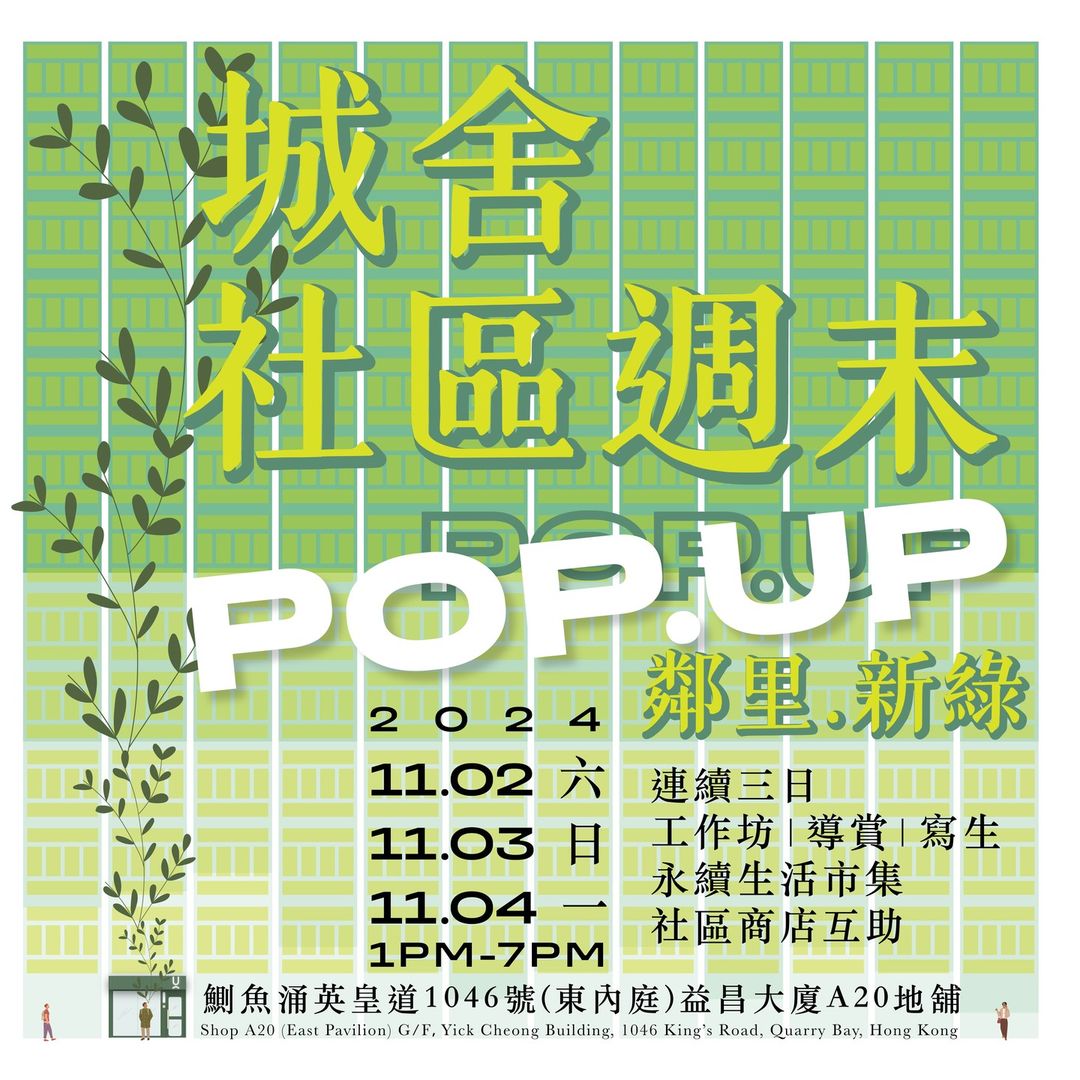 城舍
社區週末
POP.UP
POP.UP
鄰里.新綠
2024
11.02 六
11.03 日
11.04 一
1PM-7PM
連續三日
工作坊|導賞|寫生
永續生活市集
社區商店互助
鰂魚涌英皇道1046號(東內庭)益昌大廈A20地舖
Shop A20 (East Pavilion) G/F, Yick Cheong Building, 1046 King's Road, Quarry Bay, Hong Kong